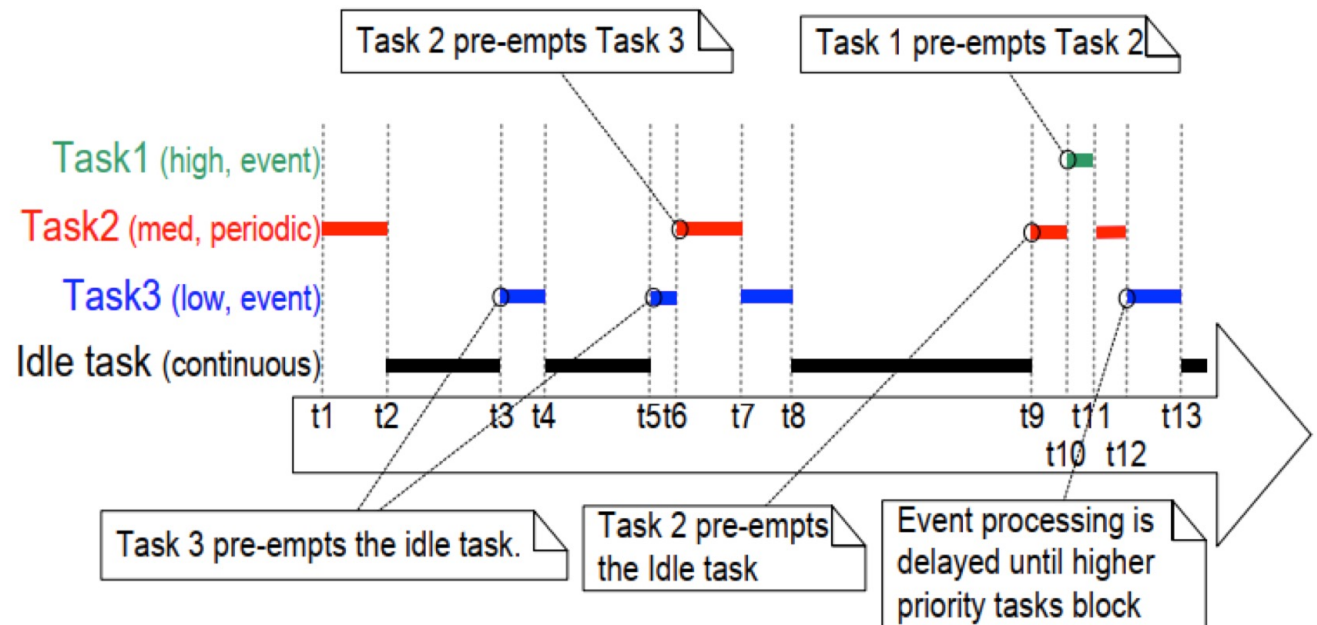 Task 2 pre-empts Task 3
Task 1 pre-empts Task 2
Task1 (high, event)
Task2 (med, periodic)
Task3 (low, event)
Idle task (continuous)
t1 t2 t3 t4 t5 t6 t7 t8 t9 t11 t13
t10 t12
Task 3 pre-empts the idle task.
Task 2 pre-empts
the Idle task
Event processing is
delayed until higher
priority tasks block